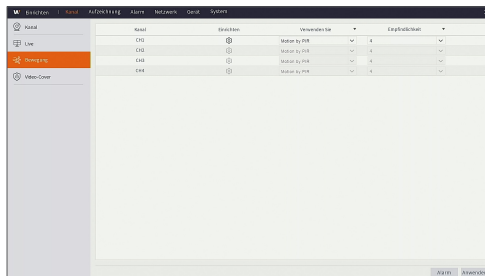 W Einrichten Kanal Aufzeichnung Alarm Netzwerk Gerät System
Kanal
Live
Bewegung
Video-Cover
Kanal Einrichten Verwenden Sie Empfindlichkeit
CH1 Motion by PIR 4
CH2 Motion by PIR 4
CH3 Motion by PIR 4
CH4 Motion by PIR 4
Alarm Anwenden